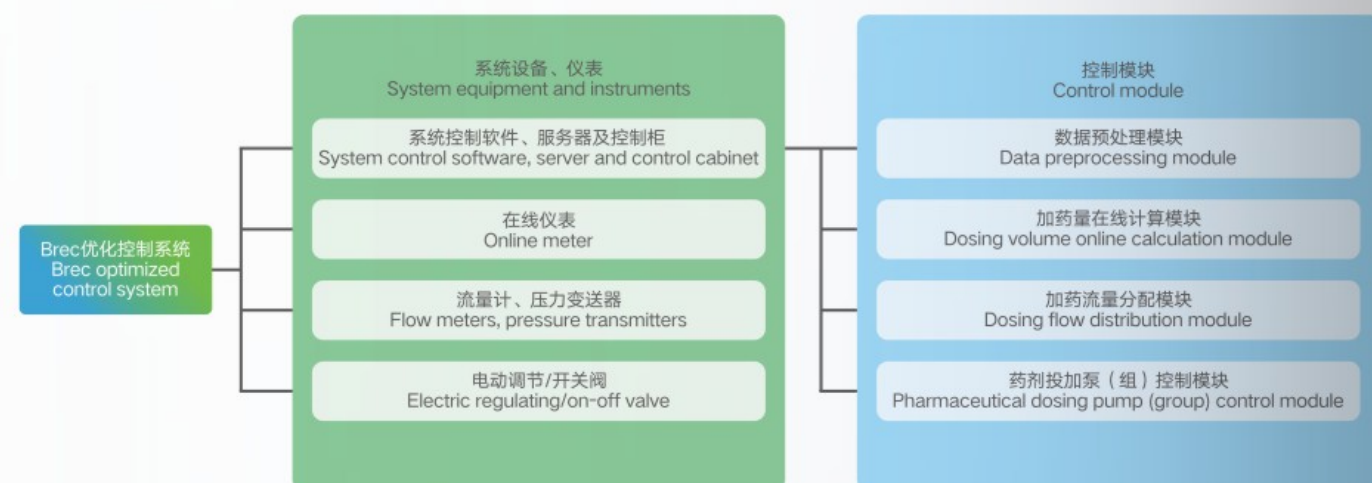 Brec优化控制系统
Brec optimized
control system
系统设备、仪表
System equipment and instruments
系统控制软件、服务器及控制柜
System control software, server and control cabinet
在线仪表
Online meter
流量计、压力变送器
Flow meters, pressure transmitters
电动调节/开关阀
Electric regulating/on-off valve
控制模块
Control module
数据预处理模块
Data preprocessing module
加药量在线计算模块
Dosing volume online calculation module
加药流量分配模块
Dosing flow distribution module
药剂投加泵（组）控制模块
Pharmaceutical dosing pump (group) control module